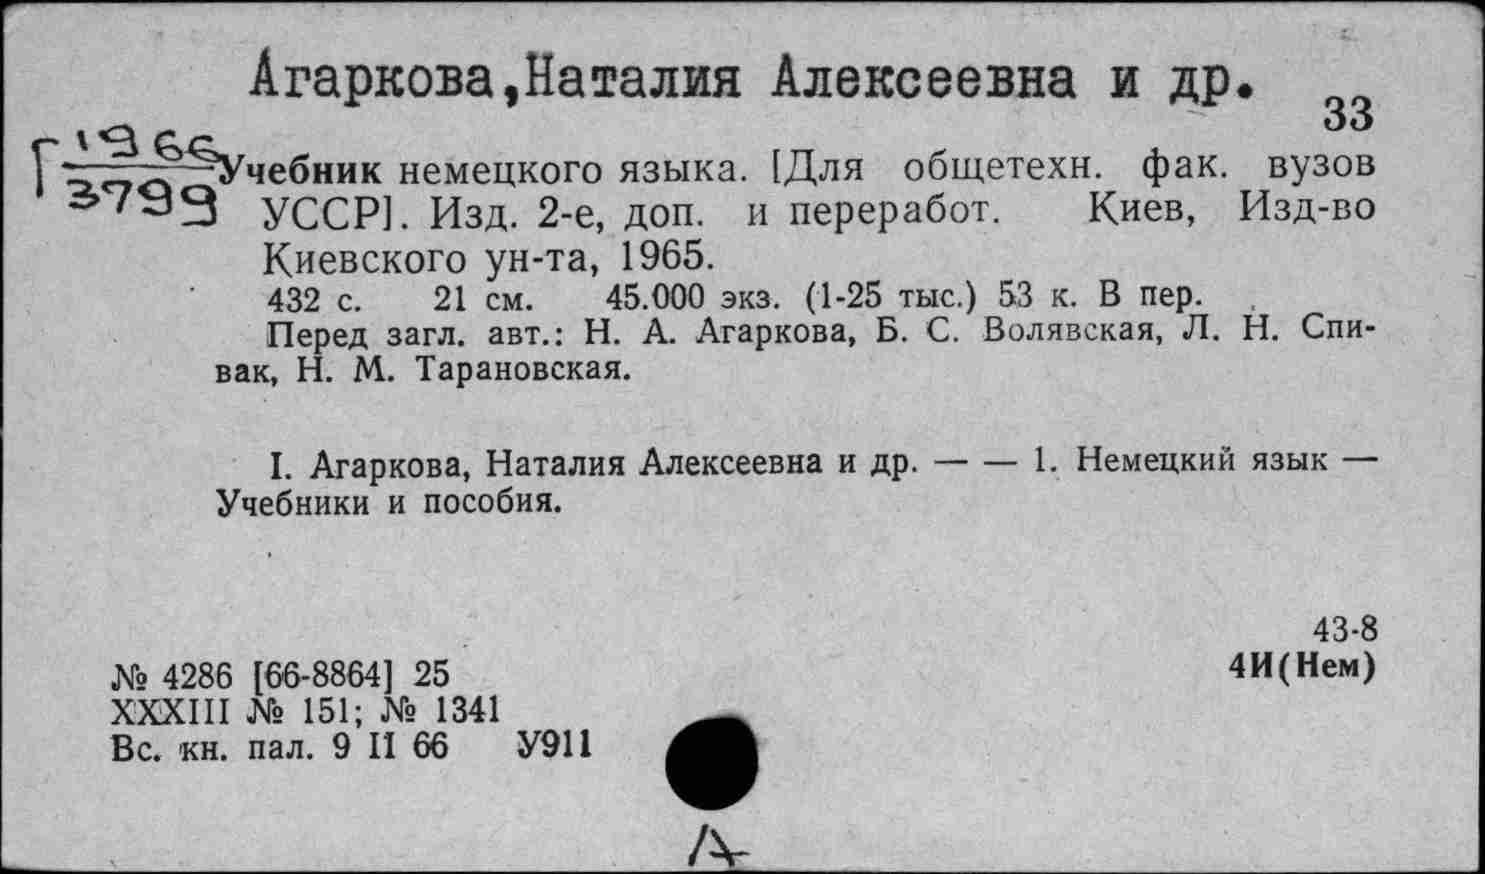 Агаркова,Наталия Алексеевна и др.
33
Г 1966
3799
Учебник немецкого языка. [Для общетехн. фак. вузов
УССР]. Изд. 2-е, доп. и переработ. Киев, Изд-во
Киевского ун-та, 1965.
432 с. 21 см. 45.000 экз. (1-25 тыс.) 53 к. В пер.
Перед загл. авт.: Н. А. Агаркова, Б. С. Волявская, Л. Н. Спи-
вак, Н. М. Тарановская.
I. Агаркова, Наталия Алексеевна и др. — — 1. Немецкий язык —
Учебники и пособия.
43-8
4И(Нем)
№ 4286 [66-8864] 25
XXXIII № 151; № 1341
Вс. кн. пал. 9 II 66 У911
А